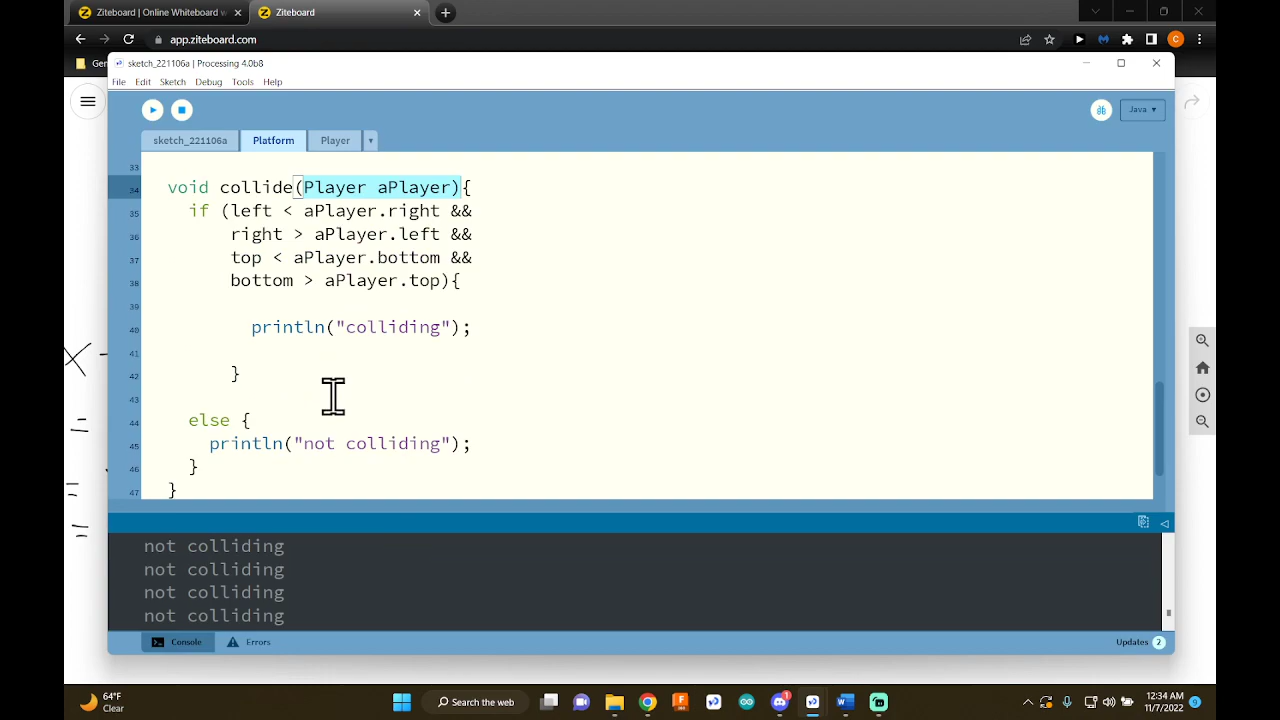 Ziteboard | Online Whiteboard w
Ziteboard
app.ziteboard.com
Gen
sketch_221106a | Processing 4.0b8
File Edit Sketch Debug Tools Help
Java
sketch_221106a Platform Player
33
34 void collide(Player aPlayer){
35 if (left < aPlayer.right &&
36 right > aPlayer.left &&
37 top < aPlayer.bottom &&
38 bottom > aPlayer.top){
39
40 println("colliding");
41
42 }
43
44 else {
45 println("not colliding");
46 }
47 }
X -
=
=
=
not colliding
not colliding
not colliding
not colliding
Console Errors Updates 2
64°F
Clear
Search the web
1
12:34 AM
11/7/2022
9